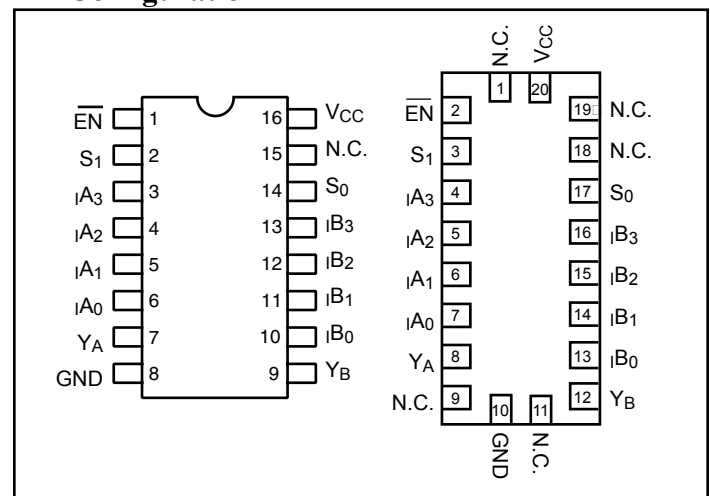 EN 1 16 VCC
S1 2 15 N.C.
IA3 3 14 S0
IA2 4 13 IB3
IA1 5 12 IB2
IA0 6 11 IB1
YA 7 10 IB0
GND 8 9 YB
N.C. VCC
1 20
EN 2 19 N.C.
S1 3 18 N.C.
IA3 4 17 S0
IA2 5 16 IB3
IA1 6 15 IB2
IA0 7 14 IB1
YA 8 13 IB0
N.C. 9 12 YB
10 11
GND N.C.